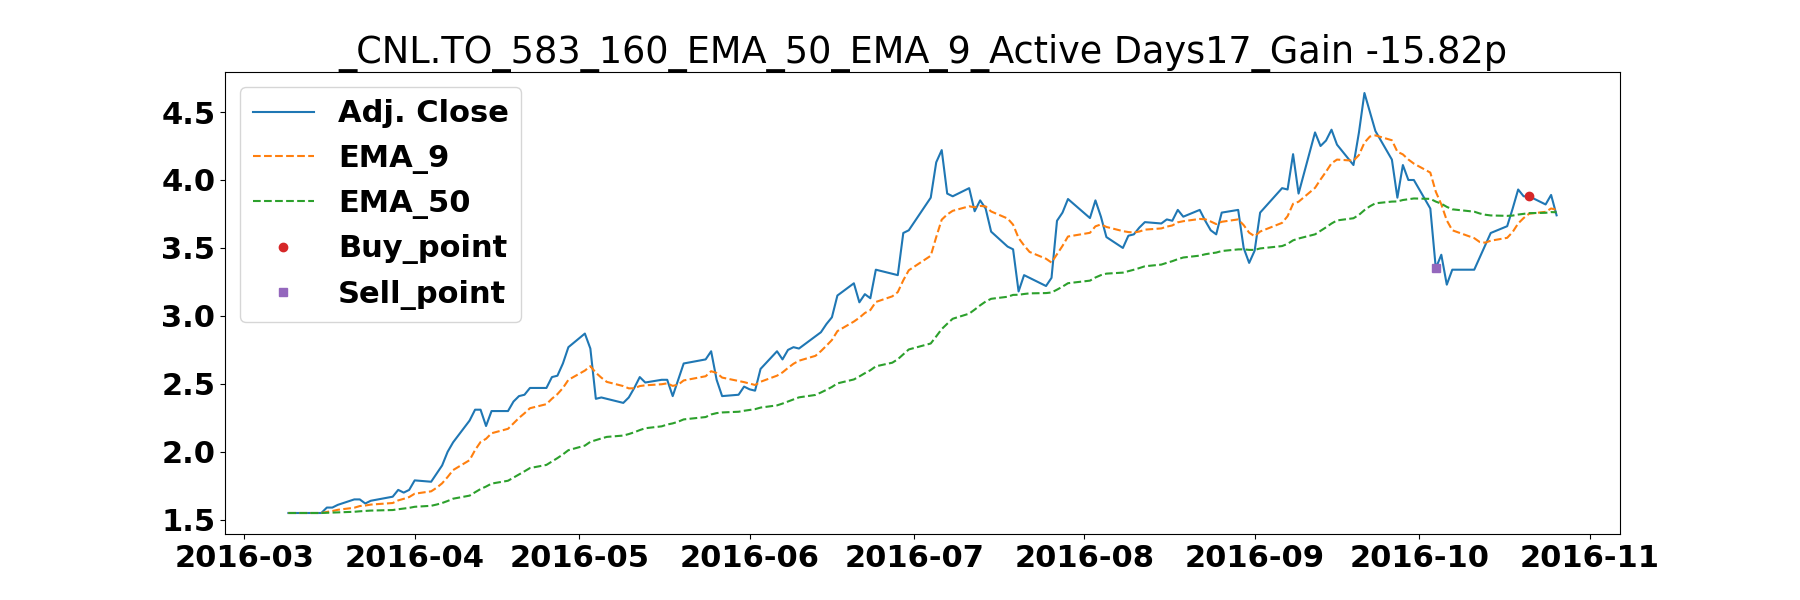 _CNL.TO_583_160_EMA_50_EMA_9_Active Days17_Gain -15.82p
Adj. Close
EMA_9
EMA_50
Buy_point
Sell_point
4.5
4.0
3.5
3.0
2.5
2.0
1.5
2016-03 2016-04 2016-05 2016-06 2016-07 2016-08 2016-09 2016-10 2016-11